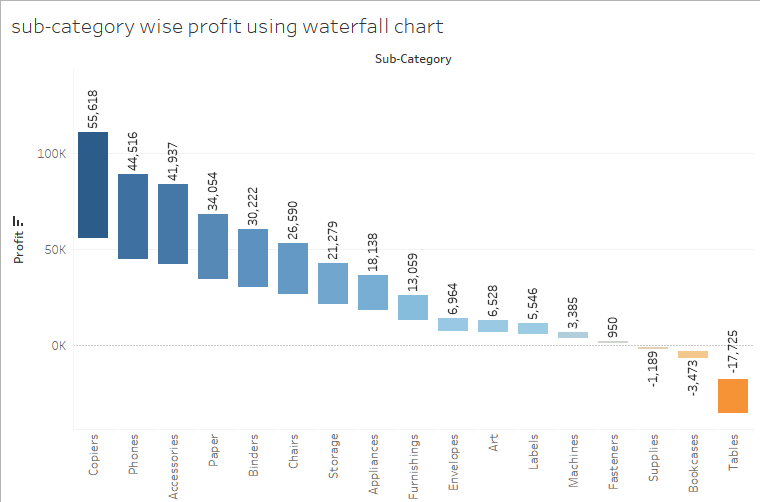 sub-category wise profit using waterfall chart
Sub-Category
Profit
100K
50K
0K
55,618
44,516
41,937
34,054
30,222
26,590
21,279
18,138
13,059
6,964
6,528
5,546
3,385
950
-1,189
-3,473
-17,725
Copiers
Phones
Accessories
Paper
Binders
Chairs
Storage
Appliances
Furnishings
Envelopes
Art
Labels
Machines
Fasteners
Supplies
Bookcases
Tables